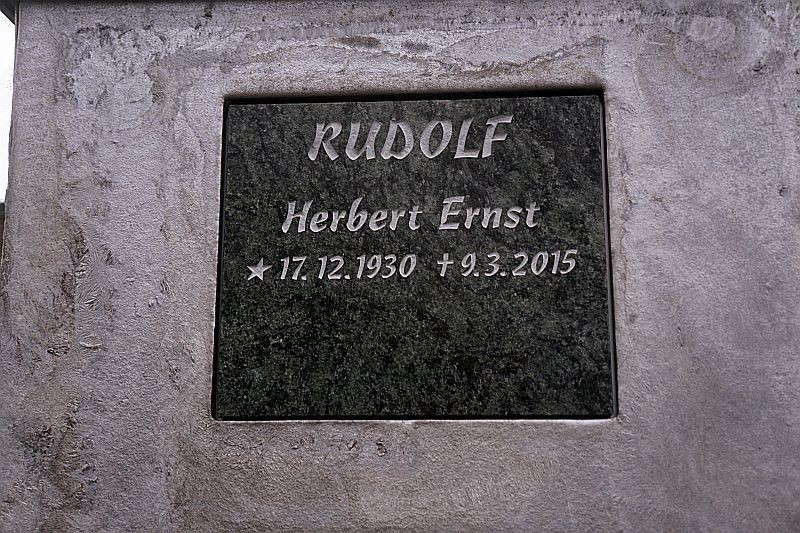 RUDOLF
Herbert Ernst
★ 17.12.1930 ✝ 9.3.2015